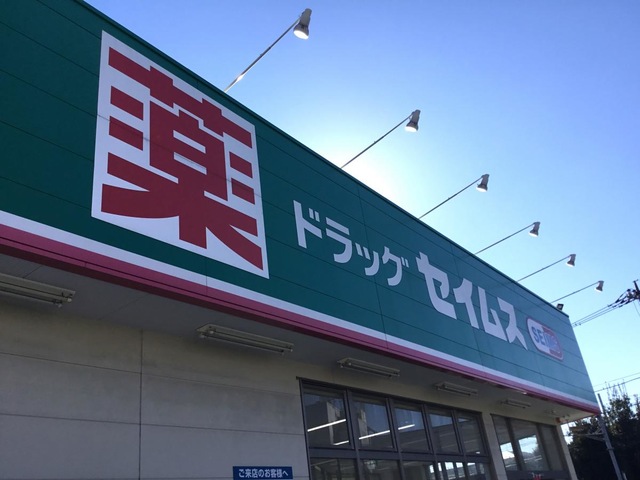 薬
ドラッグ セイムス
ご来店のお客様へ